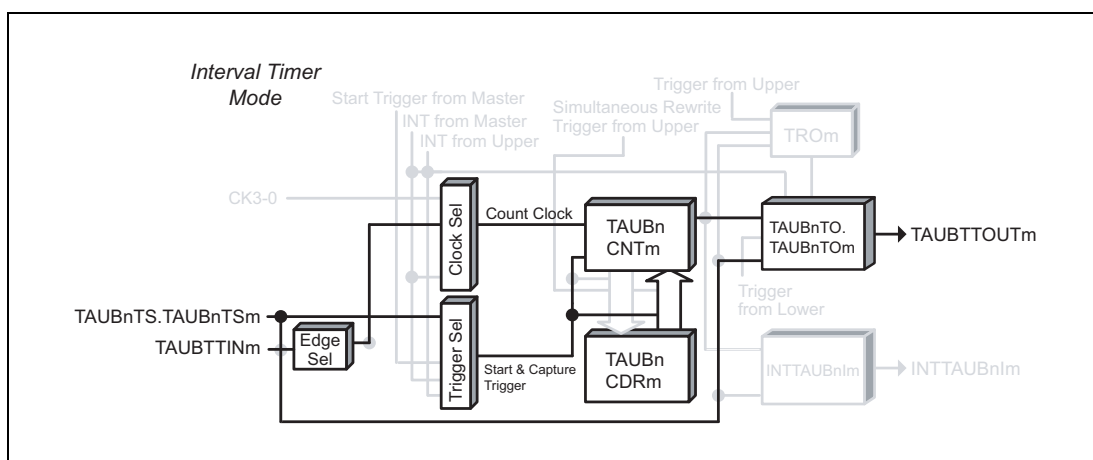 Interval Timer
Mode
Trigger from Upper
Start Trigger from Master
Simultaneous Rewrite
Trigger from Upper
INT from Master
INT from Upper
TROm
CK3-0
Clock Sel
Count Clock
TAUBn
CNTm
TAUBnTO.
TAUBnTOm
TAUBTTOUTm
Trigger
from Lower
TAUBnTS.TAUBnTSm
TAUBTTINm
Edge
Sel
Trigger Sel
Start & Capture
Trigger
TAUBn
CDRm
INTTAUBnIm
INTTAUBnIm